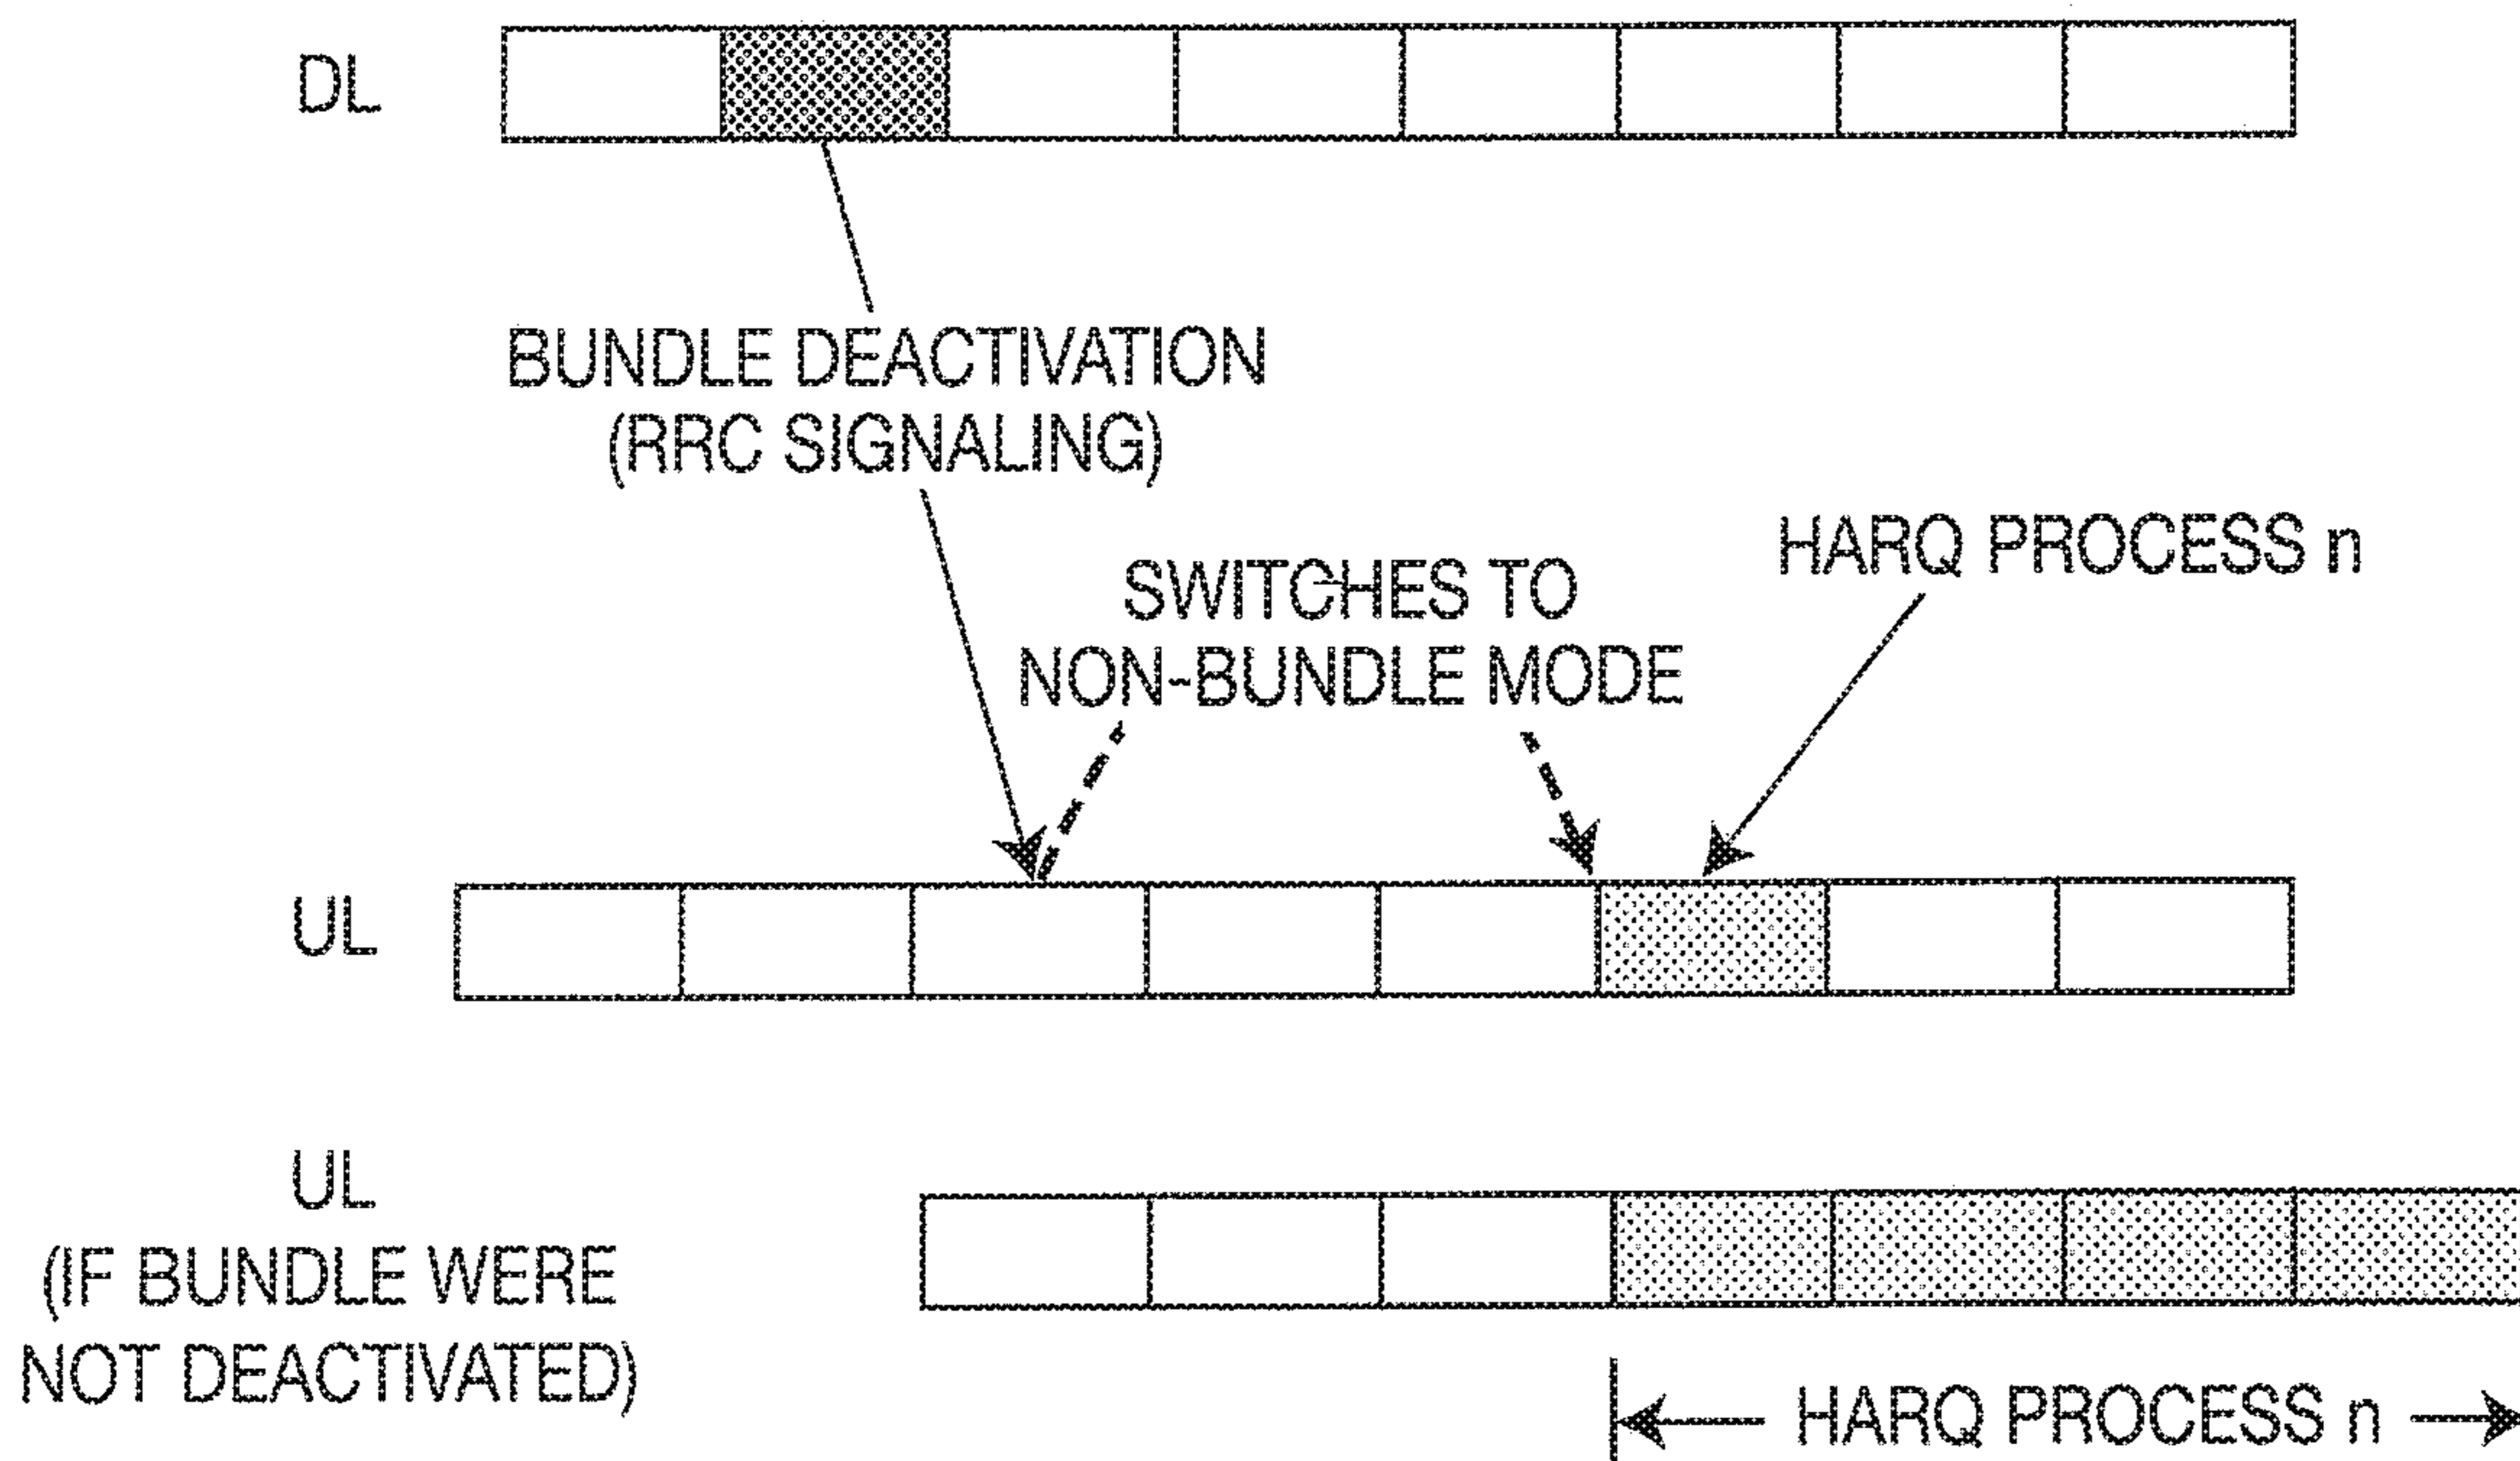 DL
BUNDLE DEACTIVATION
(RRC SIGNALING)
HARQ PROCESS n
SWITCHES TO
NON-BUNDLE MODE
UL
UL
(IF BUNDLE WERE
NOT DEACTIVATED)
HARQ PROCESS n